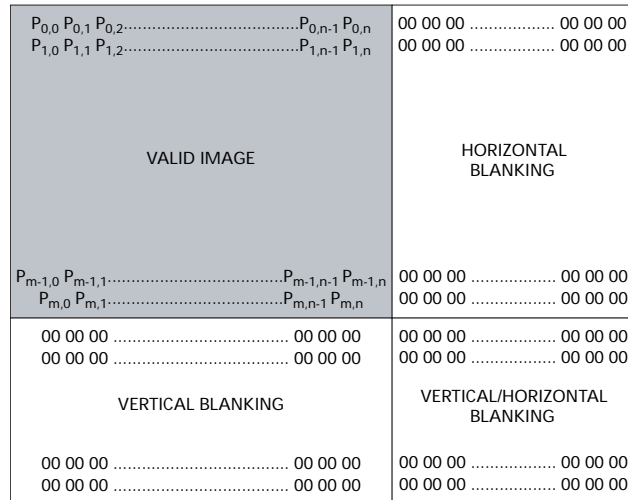 P0,0 P0,1 P0,2.....................................P0,n-1 P0,n
P1,0 P1,1 P1,2.....................................P1,n-1 P1,n
VALID IMAGE
Pm-1,0 Pm-1,1.....................................Pm-1,n-1 Pm-1,n
Pm,0 Pm,1.....................................Pm,n-1 Pm,n
00 00 00 .................. 00 00 00
00 00 00 .................. 00 00 00
HORIZONTAL
BLANKING
00 00 00 .................. 00 00 00
00 00 00 .................. 00 00 00
00 00 00 ..................................... 00 00 00
00 00 00 ..................................... 00 00 00
VERTICAL BLANKING
00 00 00 ..................................... 00 00 00
00 00 00 ..................................... 00 00 00
00 00 00 .................. 00 00 00
00 00 00 .................. 00 00 00
VERTICAL/HORIZONTAL
BLANKING
00 00 00 .................. 00 00 00
00 00 00 .................. 00 00 00